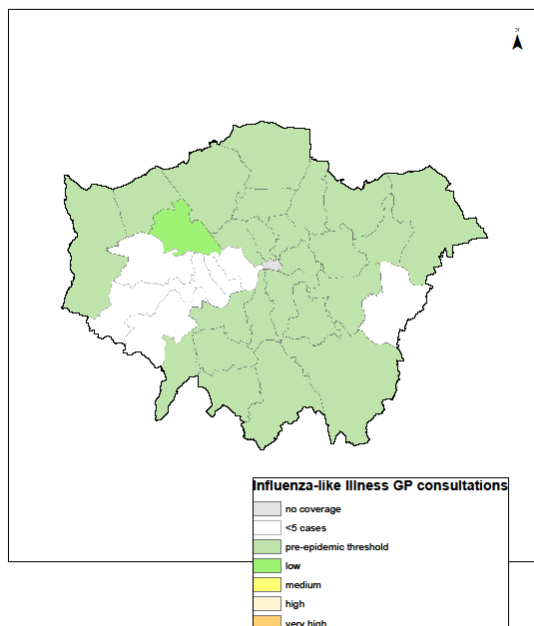 Influenza-like Illness GP consultations
no coverage
<5 cases
pre-epidemic threshold
low
medium
high
very high